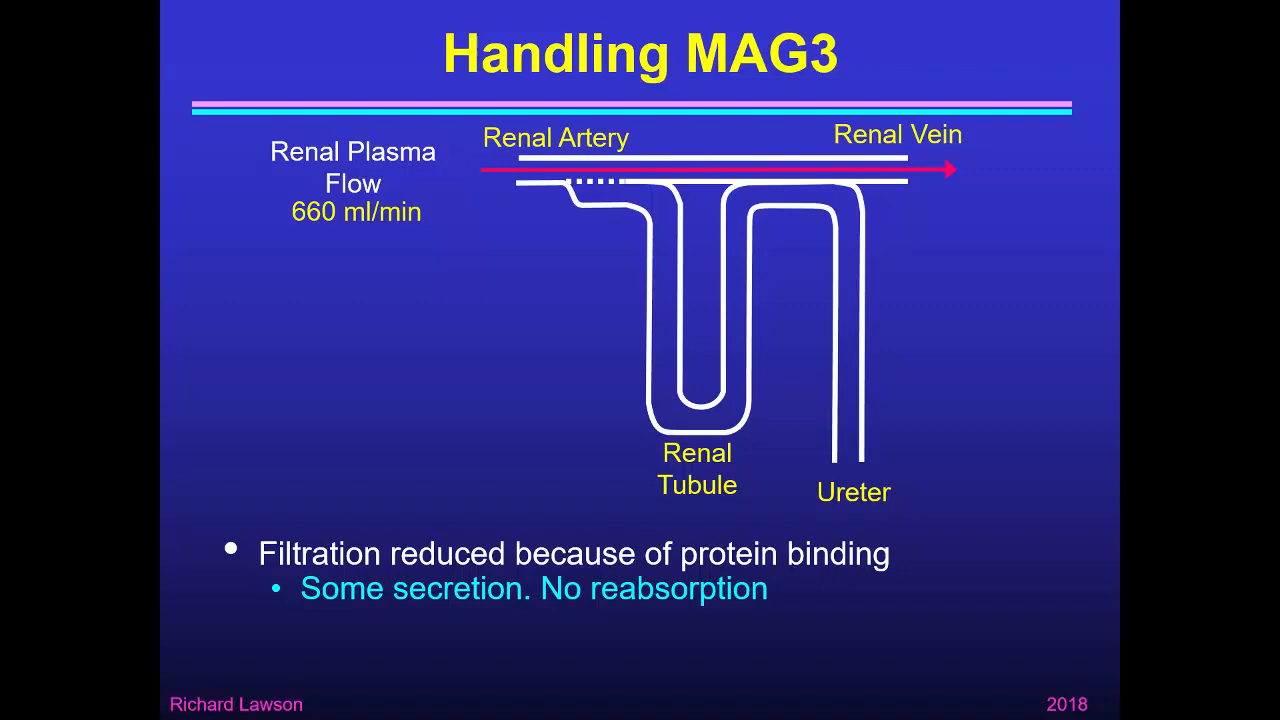 Handling MAG3
Renal Artery
Renal Vein
Renal Plasma
Flow
660 ml/min
Renal
Tubule
Ureter
• Filtration reduced because of protein binding
• Some secretion. No reabsorption
Richard Lawson
2018